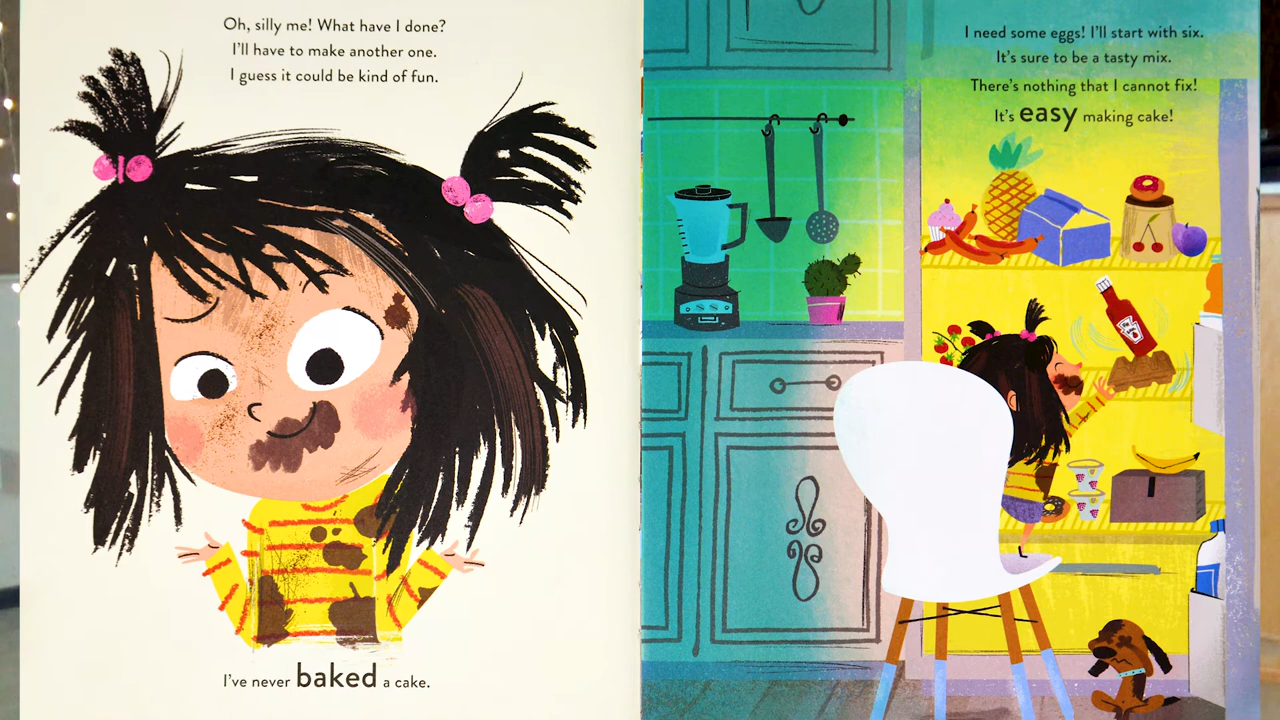 Oh, silly me! What have I done?
I'll have to make another one.
I guess it could be kind of fun.
I've never baked a cake.
I need some eggs! I'll start with six.
It's sure to be a tasty mix.
There's nothing that I cannot fix!
It's easy making cake!